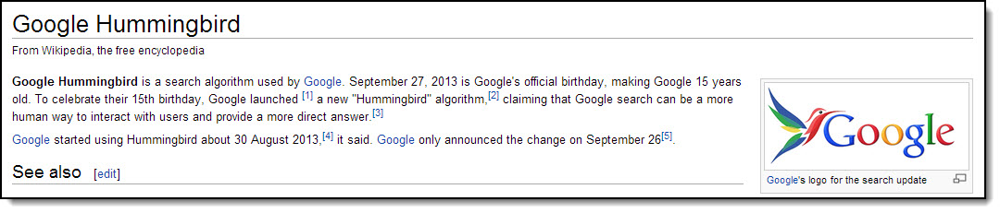 Google Hummingbird
From Wikipedia, the free encyclopedia
Google Hummingbird is a search algorithm used by Google. September 27, 2013 is Google's official birthday, making Google 15 years
old. To celebrate their 15th birthday, Google launched [1] a new "Hummingbird" algorithm,[2] claiming that Google search can be a more
human way to interact with users and provide a more direct answer.[3]
Google started using Hummingbird about 30 August 2013,[4] it said. Google only announced the change on September 26[5].
See also [edit]
Google
Google's logo for the search update